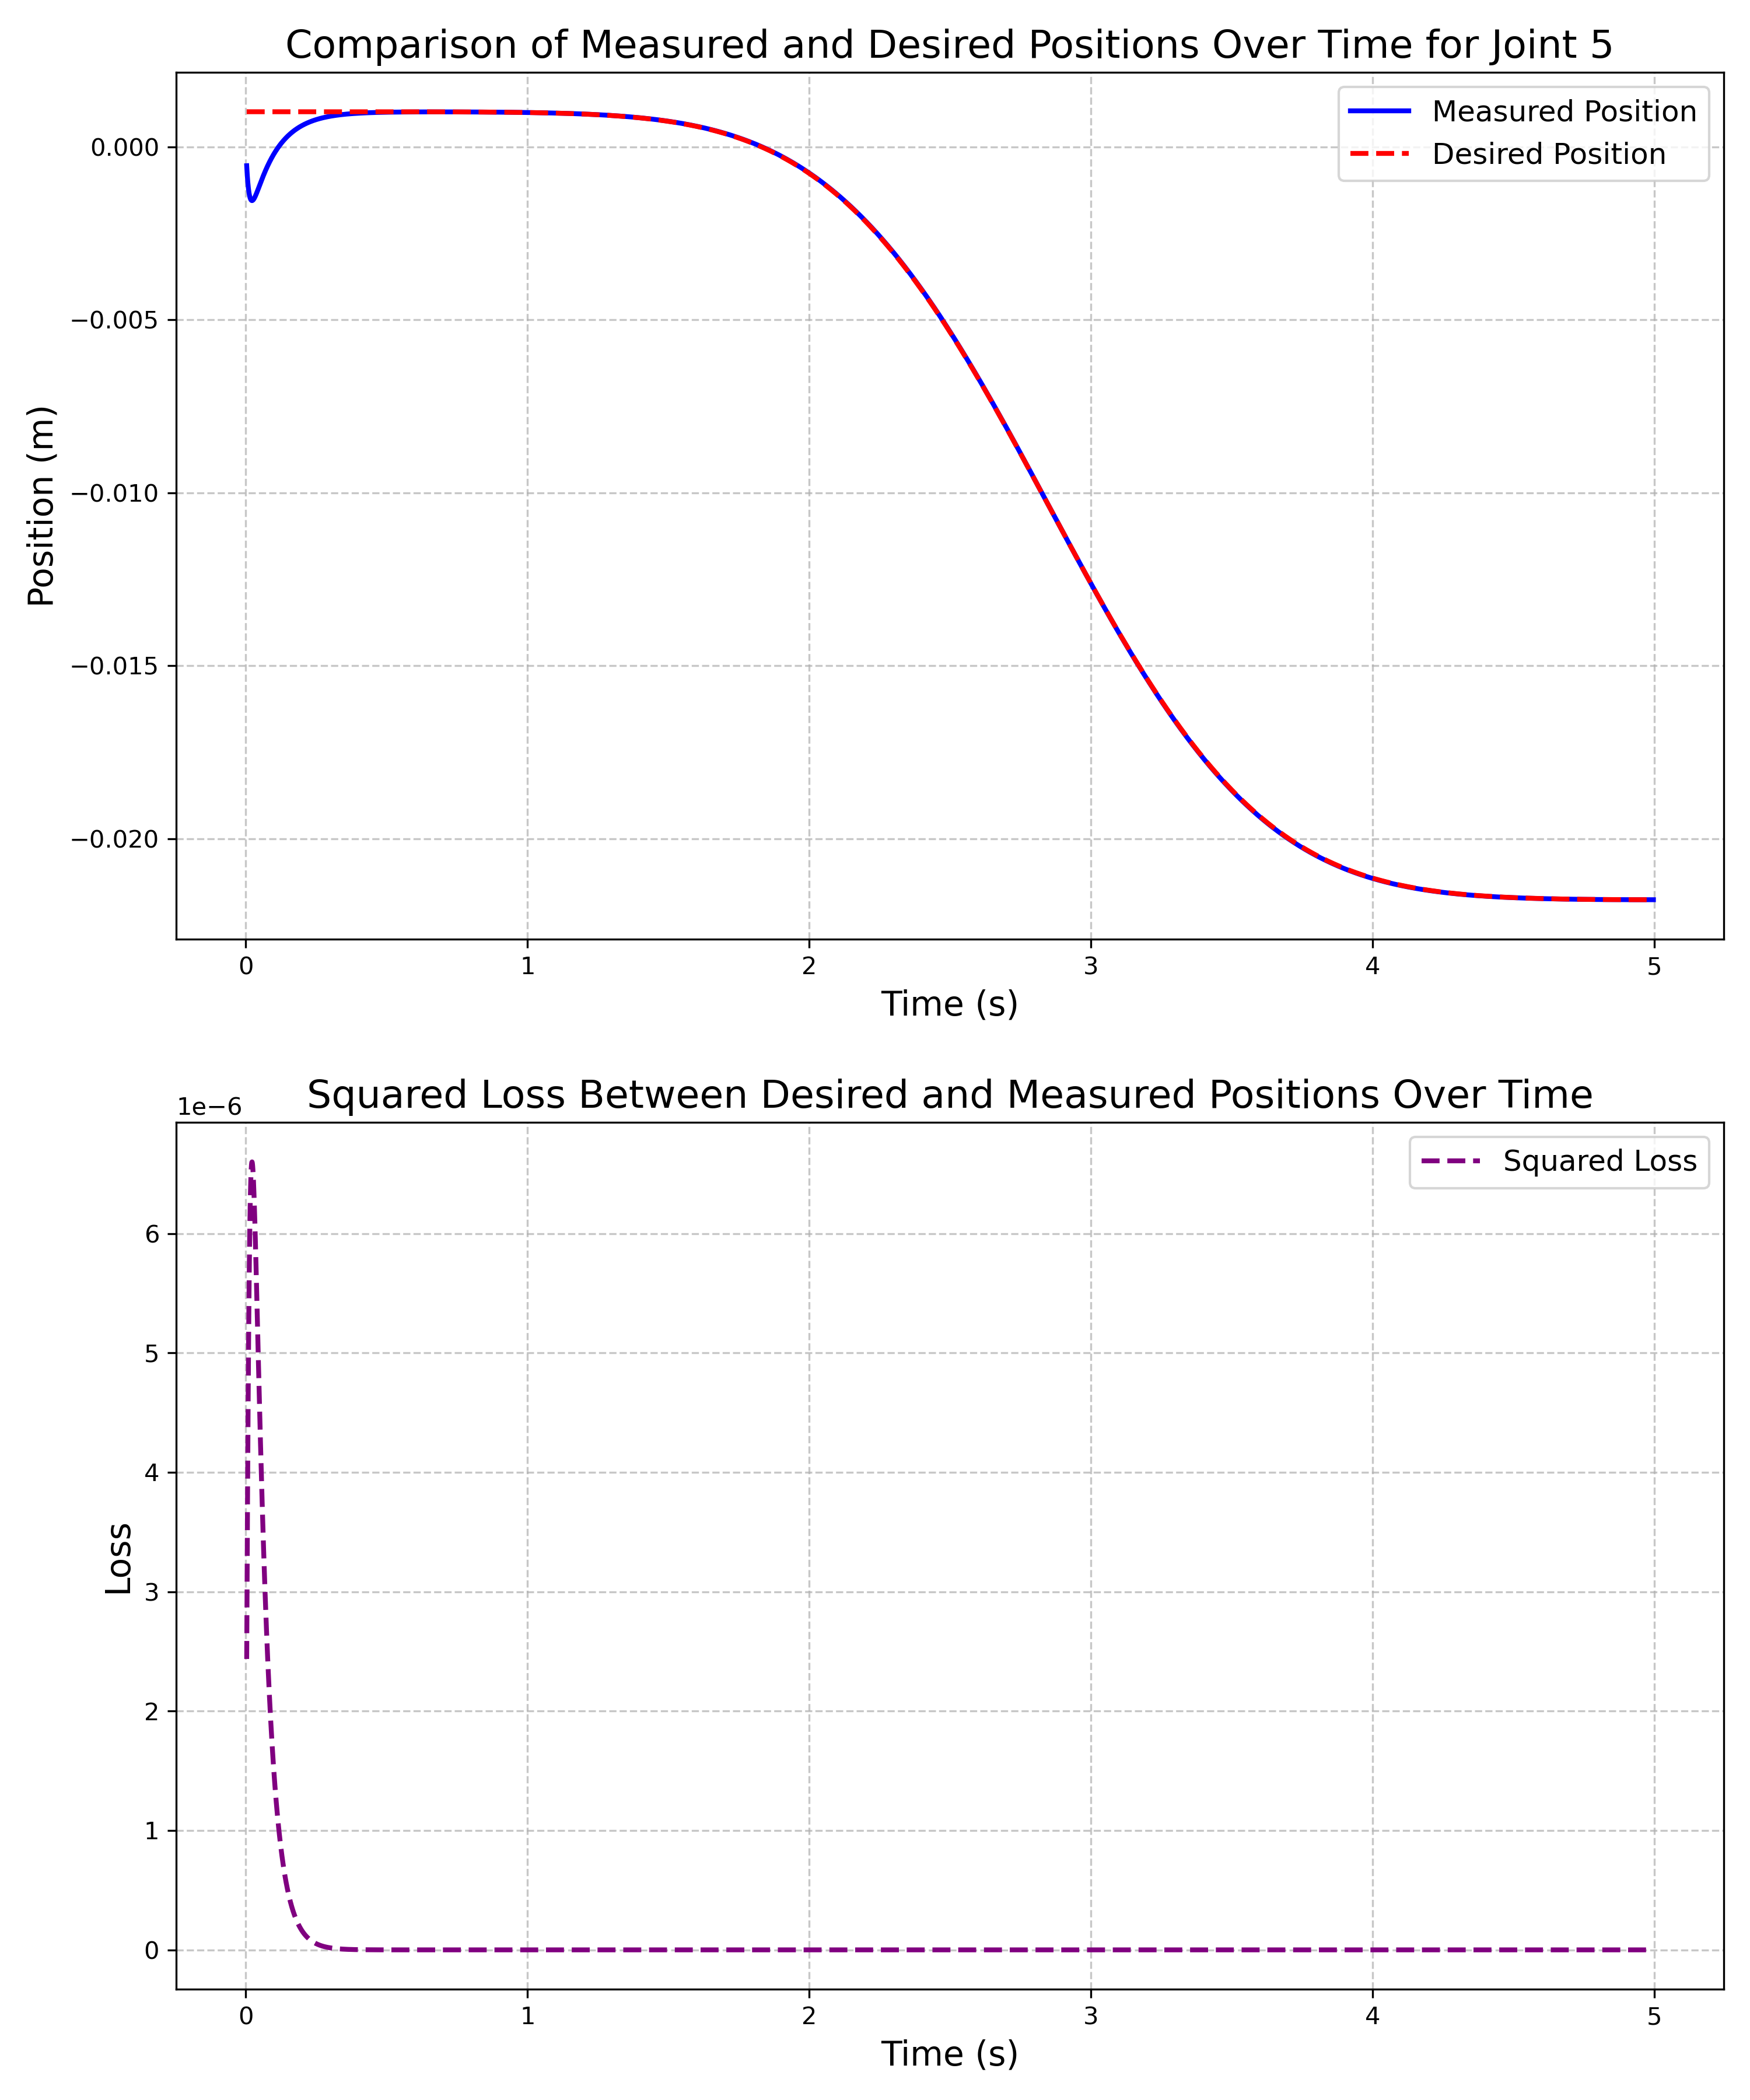 Comparison of Measured and Desired Positions Over Time for Joint 5
Measured Position
Desired Position
0.000
−0.005
−0.010
−0.015
−0.020
Position (m)
0 1 2 3 4 5
Time (s)
Squared Loss Between Desired and Measured Positions Over Time
1e−6
Squared Loss
6
5
4
3
2
1
0
Loss
0 1 2 3 4 5
Time (s)